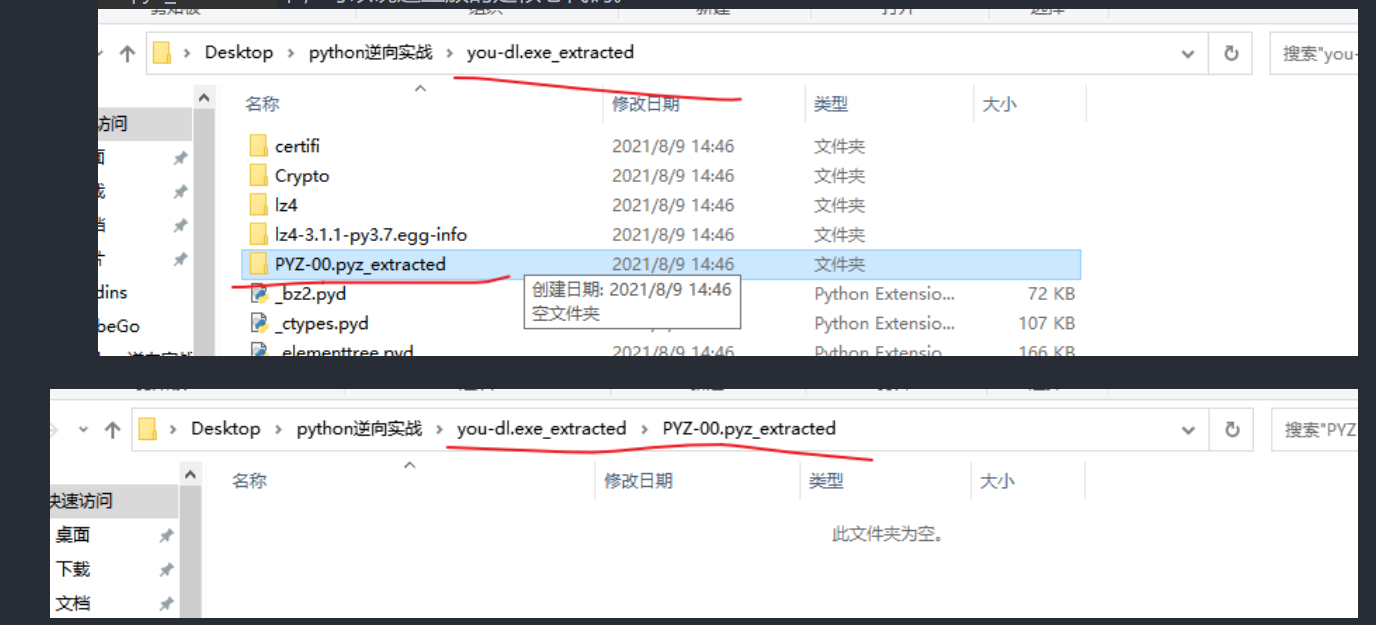 Desktop > python逆向实战 > you-dl.exe_extracted
搜索"you-
名称 修改日期 类型 大小
访问
certifi 2021/8/9 14:46 文件夹
Crypto 2021/8/9 14:46 文件夹
lz4 2021/8/9 14:46 文件夹
lz4-3.1.1-py3.7.egg-info 2021/8/9 14:46 文件夹
PYZ-00.pyz_extracted 2021/8/9 14:46 文件夹
创建日期: 2021/8/9 14:46
空文件夹
dins
_bz2.pyd Python Extensio... 72 KB
beGo
_ctypes.pyd Python Extensio... 107 KB
_elementtree.pyd 2021/8/9 14:46 Python Extensio 166 KB
Desktop > python逆向实战 > you-dl.exe_extracted > PYZ-00.pyz_extracted
搜索"PYZ
名称 修改日期 类型 大小
快速访问
桌面
此文件夹为空。
下载
文档